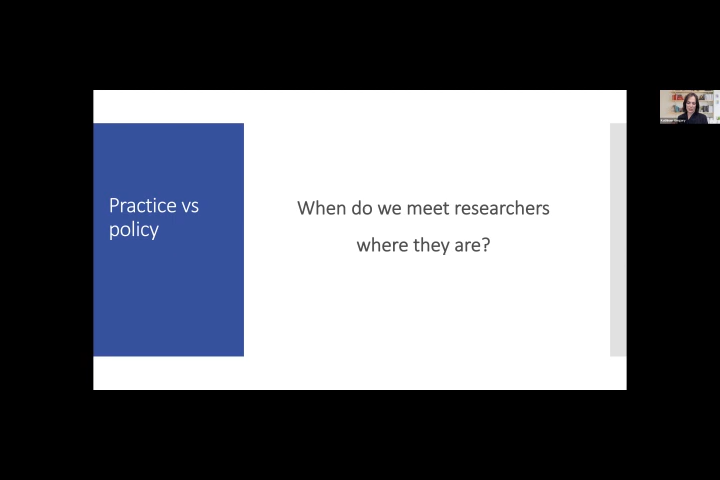 Practice vs
policy
When do we meet researchers
where they are?